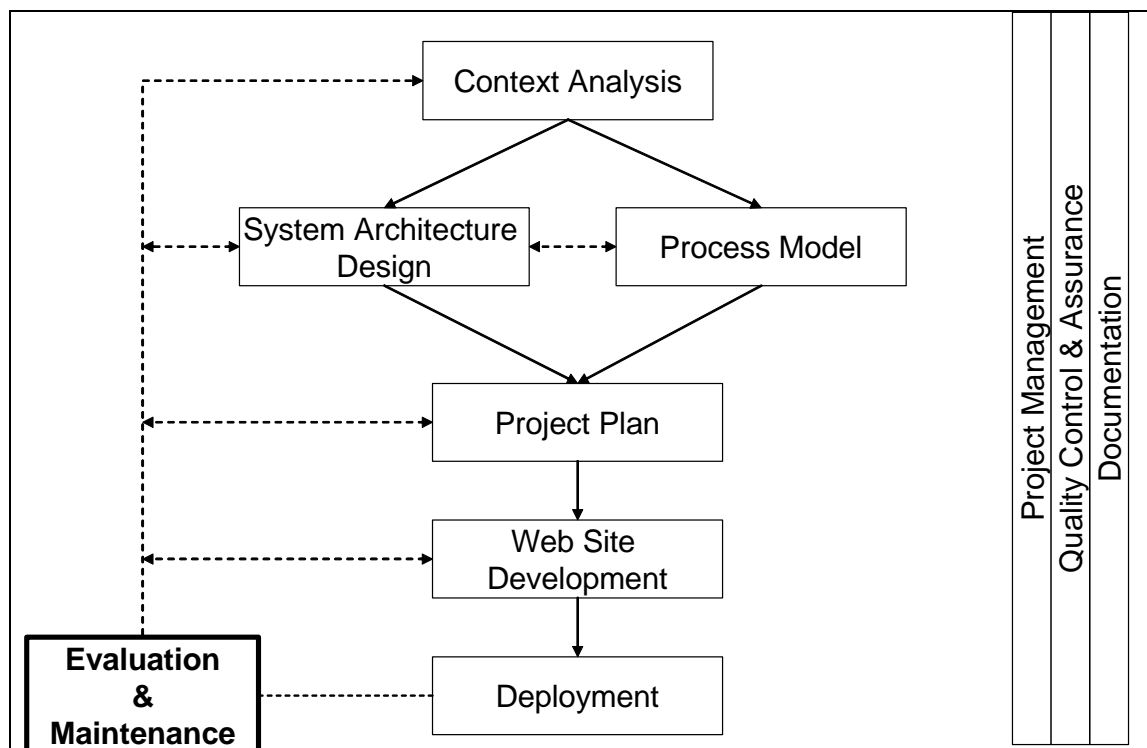 Context Analysis
System Architecture
Design
Process Model
Project Plan
Web Site
Development
Evaluation
&
Maintenance
Deployment
Project Management
Quality Control & Assurance
Documentation